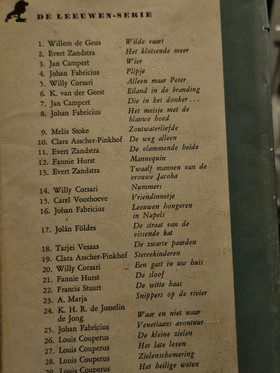 DE LEEUWEN-SERIE
1. Willem de Geus Wilde vaart
2. Evert Zandstra Het klotsende meer
3. Jan Campert Wier
4. Johan Fabricius Flipje
5. Willy Corsari Alleen maar Peter
6. K. van der Geest Eiland in de branding
7. Jan Campert Die in het donker...
8. Johan Fabricius Het meisje met de
blauwe hoed
9. Melis Stoke Zoutwaterliefde
10. Clara Asscher-Pinkhof De weg alleen
11. Evert Zandstra De vlammende heide
12. Fannie Hurst Mannequin
13. Evert Zandstra Twaalf mannen van de
vrouwe Jacoba
14. Willy Corsari Nummers
15. Carel Voorhoeve Vriendinnetje
16. Johan Fabricius Leeuwen hongeren
in Napels
17. Jolán Földes De straat van de
vissende kat
18. Tarjei Vesaas De zwarte paarden
19. Clara Asscher-Pinkhof Sterrekinderen
20. Willy Corsari Een gast in uw huis
21. Fannie Hurst De sloof
22. Francis Stuart De witte haas
23. A. Marja Snippers op de rivier
24. K. H. R. de Josselin
de Jong Waar en niet waar
25. Johan Fabricius Venetiaans avontuur
26. Louis Couperus De kleine zielen
27. Louis Couperus Het late leven
28. Louis Couperus Zielenschemering
29. Louis Couperus Het heilige weten